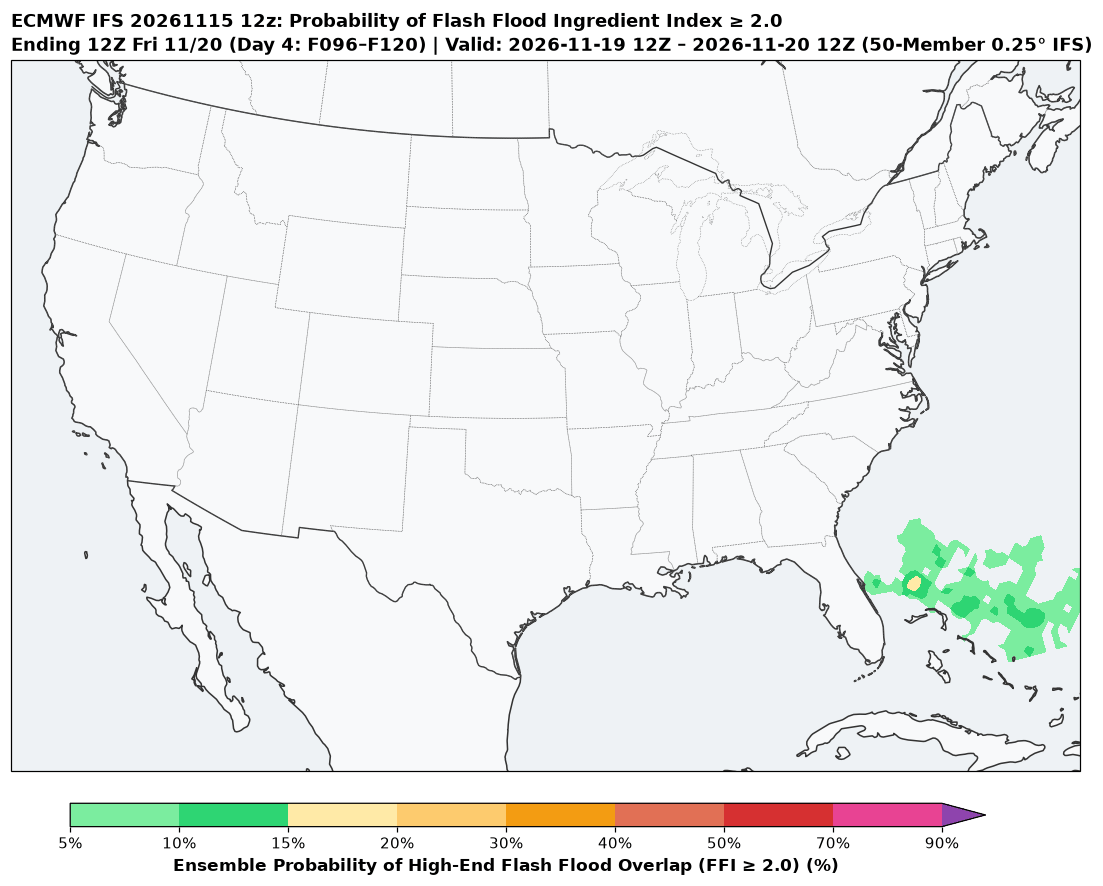 ECMWF IFS 20261115 12z: Probability of Flash Flood Ingredient Index ≥ 2.0
Ending 12Z Fri 11/20 (Day 4: F096–F120) | Valid: 2026-11-19 12Z – 2026-11-20 12Z (50-Member 0.25° IFS)
5% 10% 15% 20% 30% 40% 50% 70% 90%
Ensemble Probability of High-End Flash Flood Overlap (FFI ≥ 2.0) (%)